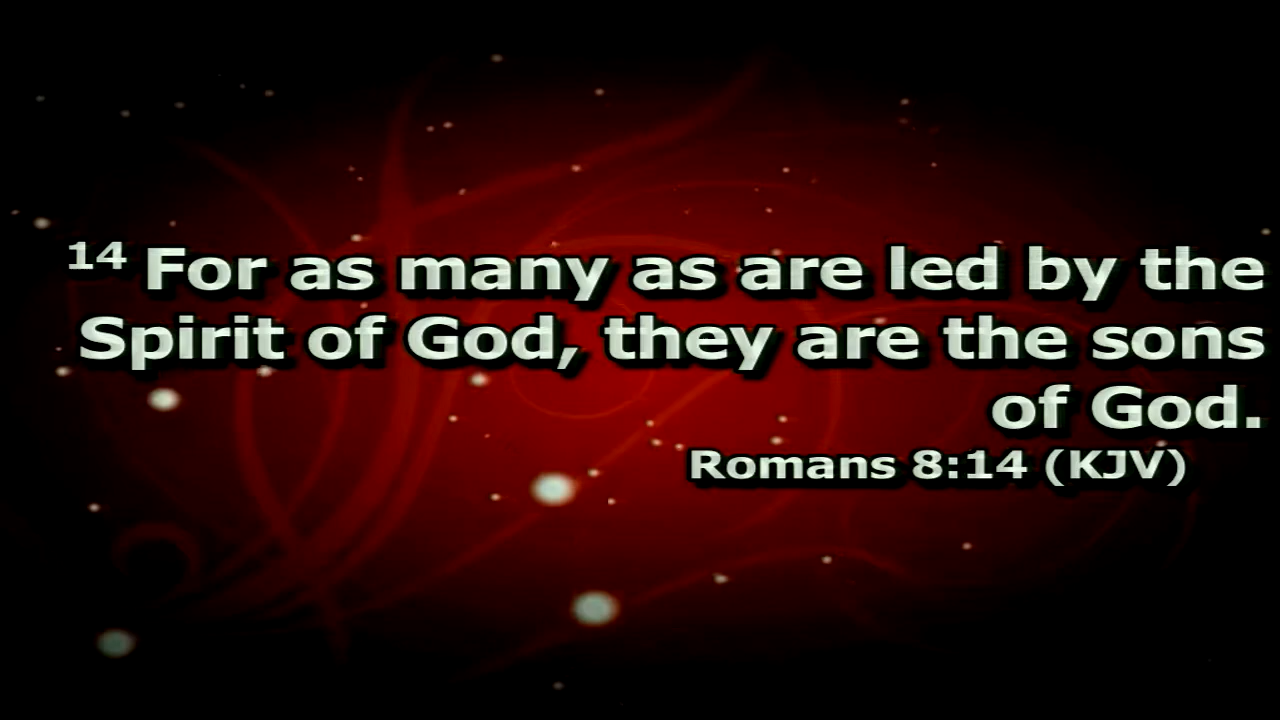 14 For as many as are led by the
Spirit of God, they are the sons
of God.
Romans 8:14 (KJV)